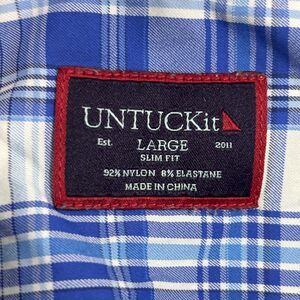 UNTUCKit
Est. LARGE 2011
SLIM FIT
92% NYLON 8% ELASTANE
MADE IN CHINA